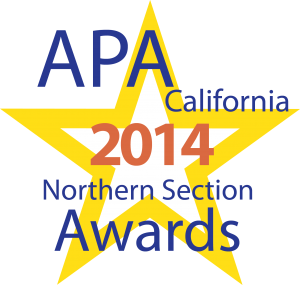 APA
California
2014
Northern Section
Awards